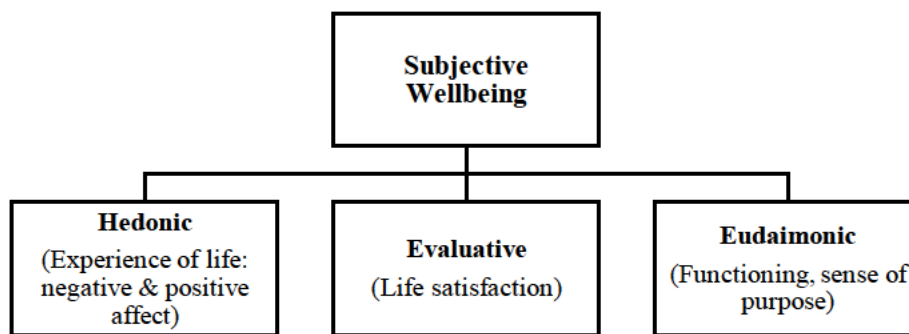 Subjective
Wellbeing
Hedonic
(Experience of life:
negative & positive
affect)
Evaluative
(Life satisfaction)
Eudaimonic
(Functioning, sense of
purpose)